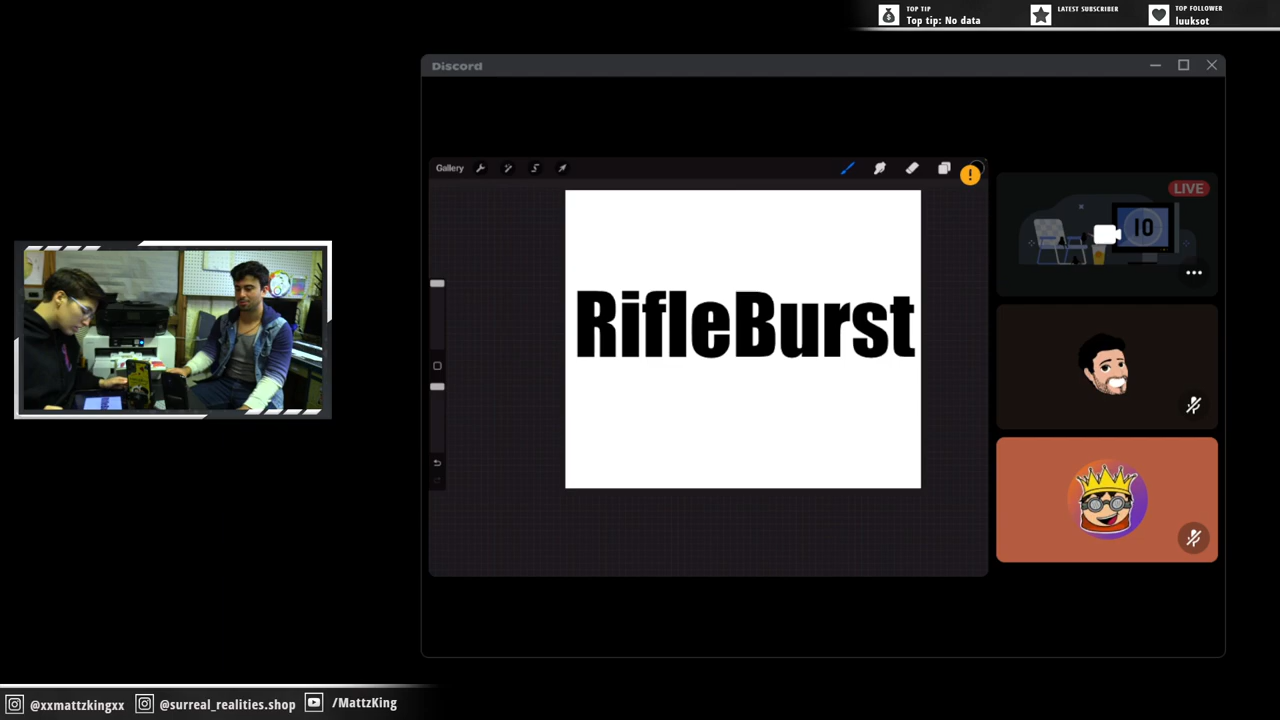 TOP TIP
Top tip: No data
LATEST SUBSCRIBER
TOP FOLLOWER
luuksot
Discord
Gallery
LIVE
10
RifleBurst
@xxmattzkingxx
@surreal_realities.shop
/MattzKing